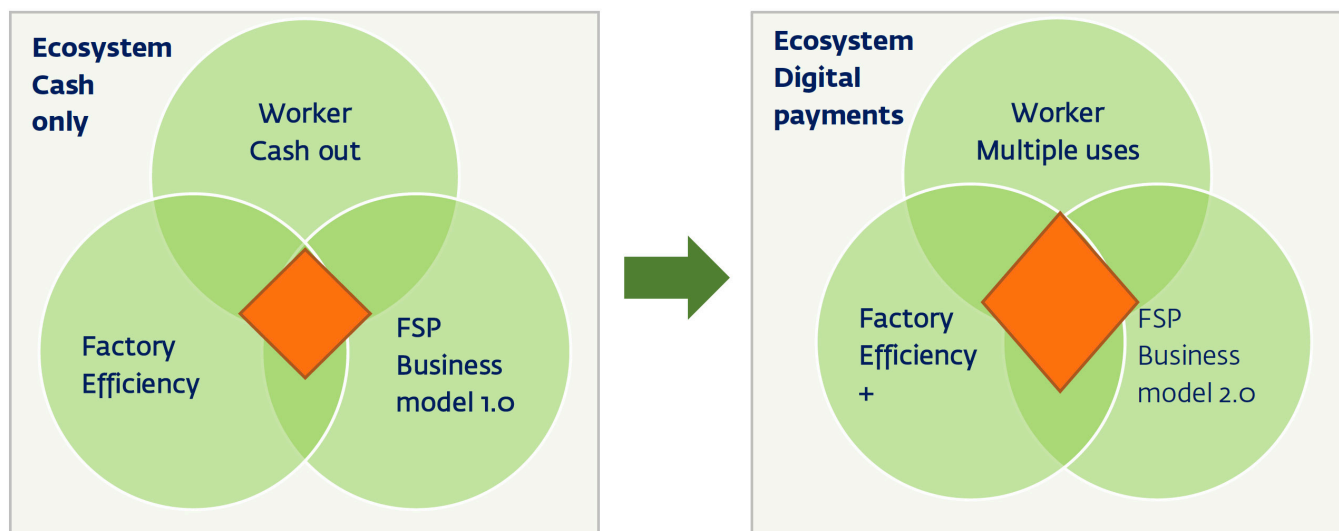 Ecosystem
Cash
only
Worker
Cash out
Factory
Efficiency
FSP
Business
model 1.0
Ecosystem
Digital
payments
Worker
Multiple uses
Factory
Efficiency
+
FSP
Business
model 2.0